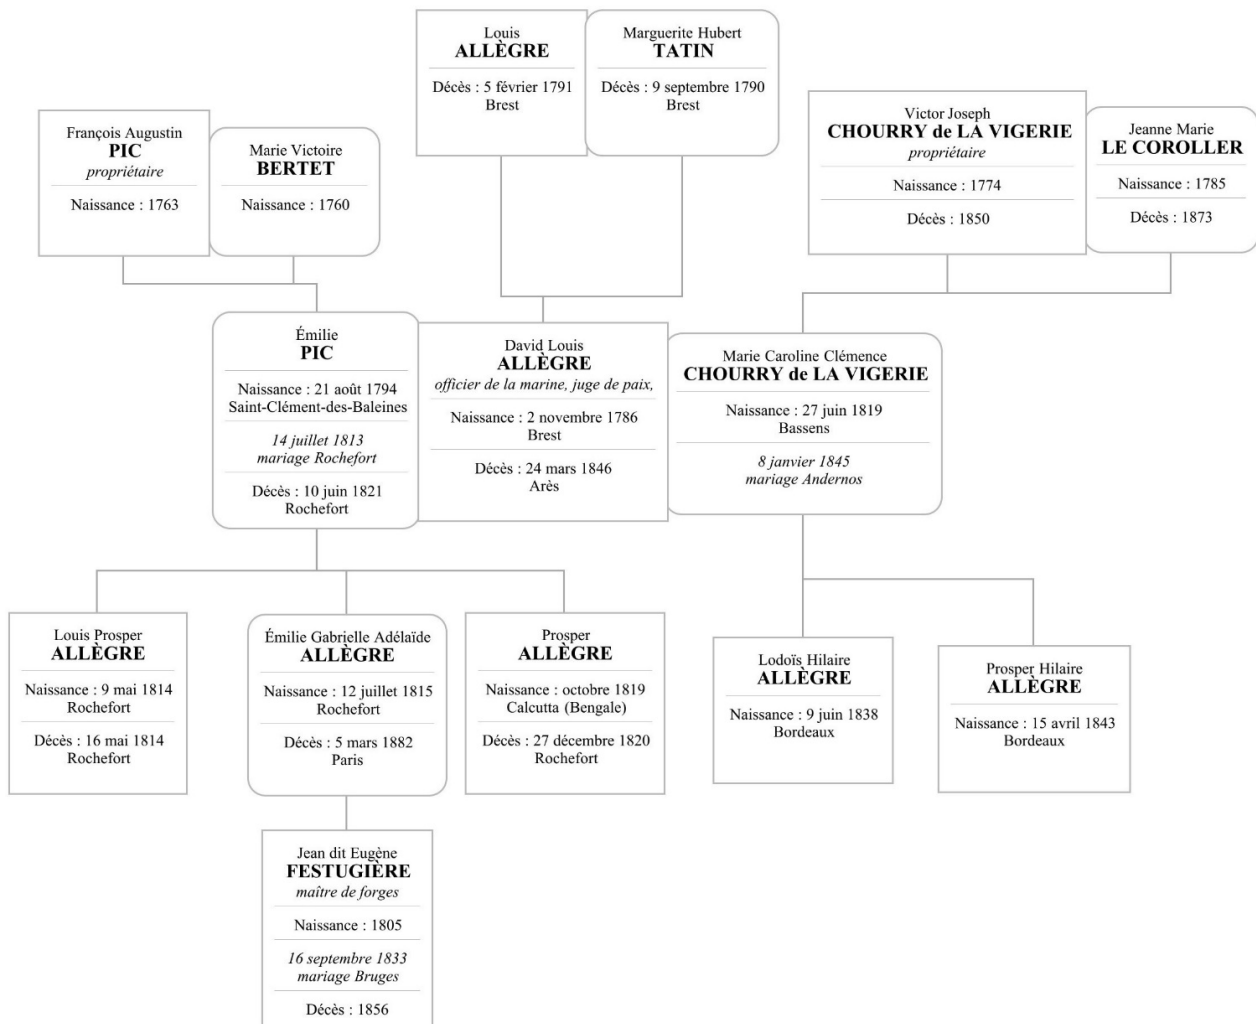 Louis
ALLÈGRE
Décès : 5 février 1791
Brest
Marguerite Hubert
TATIN
Décès : 9 septembre 1790
Brest
François Augustin
PIC
propriétaire
Naissance : 1763
Marie Victoire
BERTET
Naissance : 1760
Victor Joseph
CHOURRY de LA VIGERIE
propriétaire
Naissance : 1774
Décès : 1850
Jeanne Marie
LE COROLLER
Naissance : 1785
Décès : 1873
Émilie
PIC
Naissance : 21 août 1794
Saint-Clément-des-Baleines
14 juillet 1813
mariage Rochefort
Décès : 10 juin 1821
Rochefort
David Louis
ALLÈGRE
officier de la marine, juge de paix,
Naissance : 2 novembre 1786
Brest
Décès : 24 mars 1846
Arès
Marie Caroline Clémence
CHOURRY de LA VIGERIE
Naissance : 27 juin 1819
Bassens
8 janvier 1845
mariage Andernos
Louis Prosper
ALLÈGRE
Naissance : 9 mai 1814
Rochefort
Décès : 16 mai 1814
Rochefort
Émilie Gabrielle Adélaïde
ALLÈGRE
Naissance : 12 juillet 1815
Rochefort
Décès : 5 mars 1882
Paris
Prosper
ALLÈGRE
Naissance : octobre 1819
Calcutta (Bengale)
Décès : 27 décembre 1820
Rochefort
Lodoïs Hilaire
ALLÈGRE
Naissance : 9 juin 1838
Bordeaux
Prosper Hilaire
ALLÈGRE
Naissance : 15 avril 1843
Bordeaux
Jean dit Eugène
FESTUGIÈRE
maître de forges
Naissance : 1805
16 septembre 1833
mariage Bruges
Décès : 1856